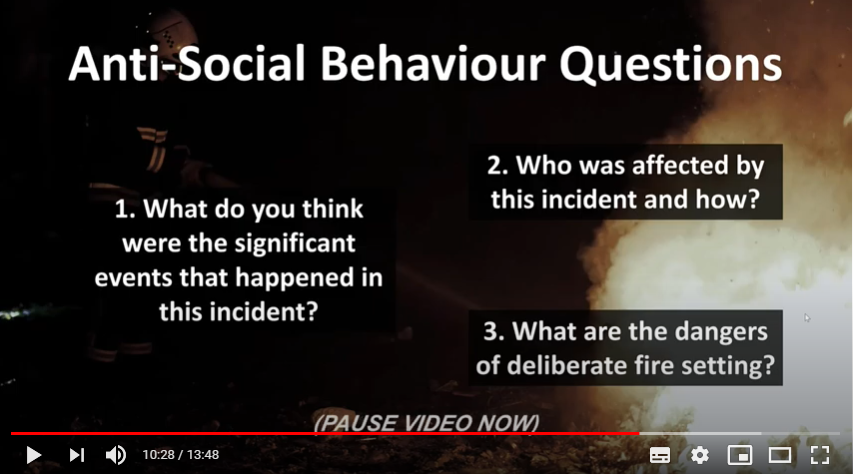 Anti-Social Behaviour Questions
1. What do you think
were the significant
events that happened in
this incident?
2. Who was affected by
this incident and how?
3. What are the dangers
of deliberate fire setting?
(PAUSE VIDEO NOW)
10:28 / 13:48